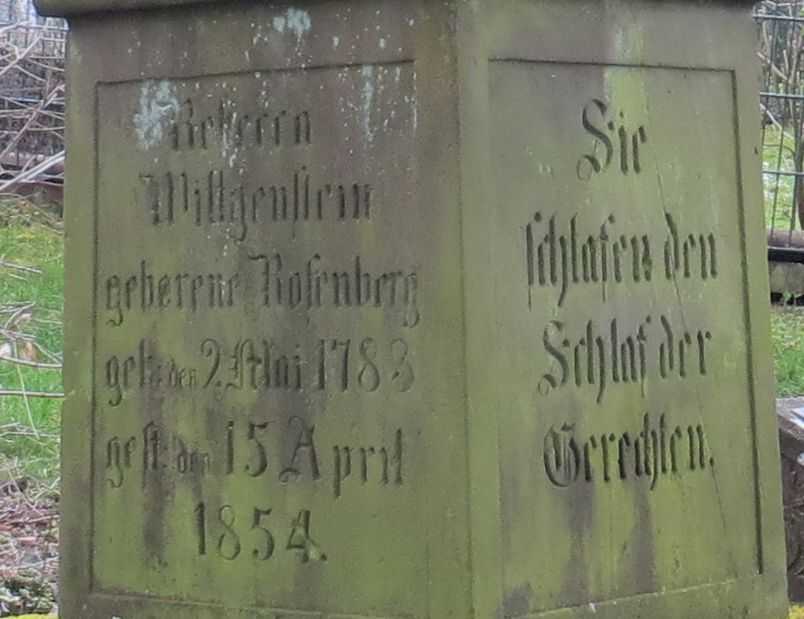 Rebecca
Wittgenstein
geborene Rosenberg
geb: den 2 Mai 1783
gest: den 15 April
1854.
Sie
schlafen den
Schlaf der
Gerechten.